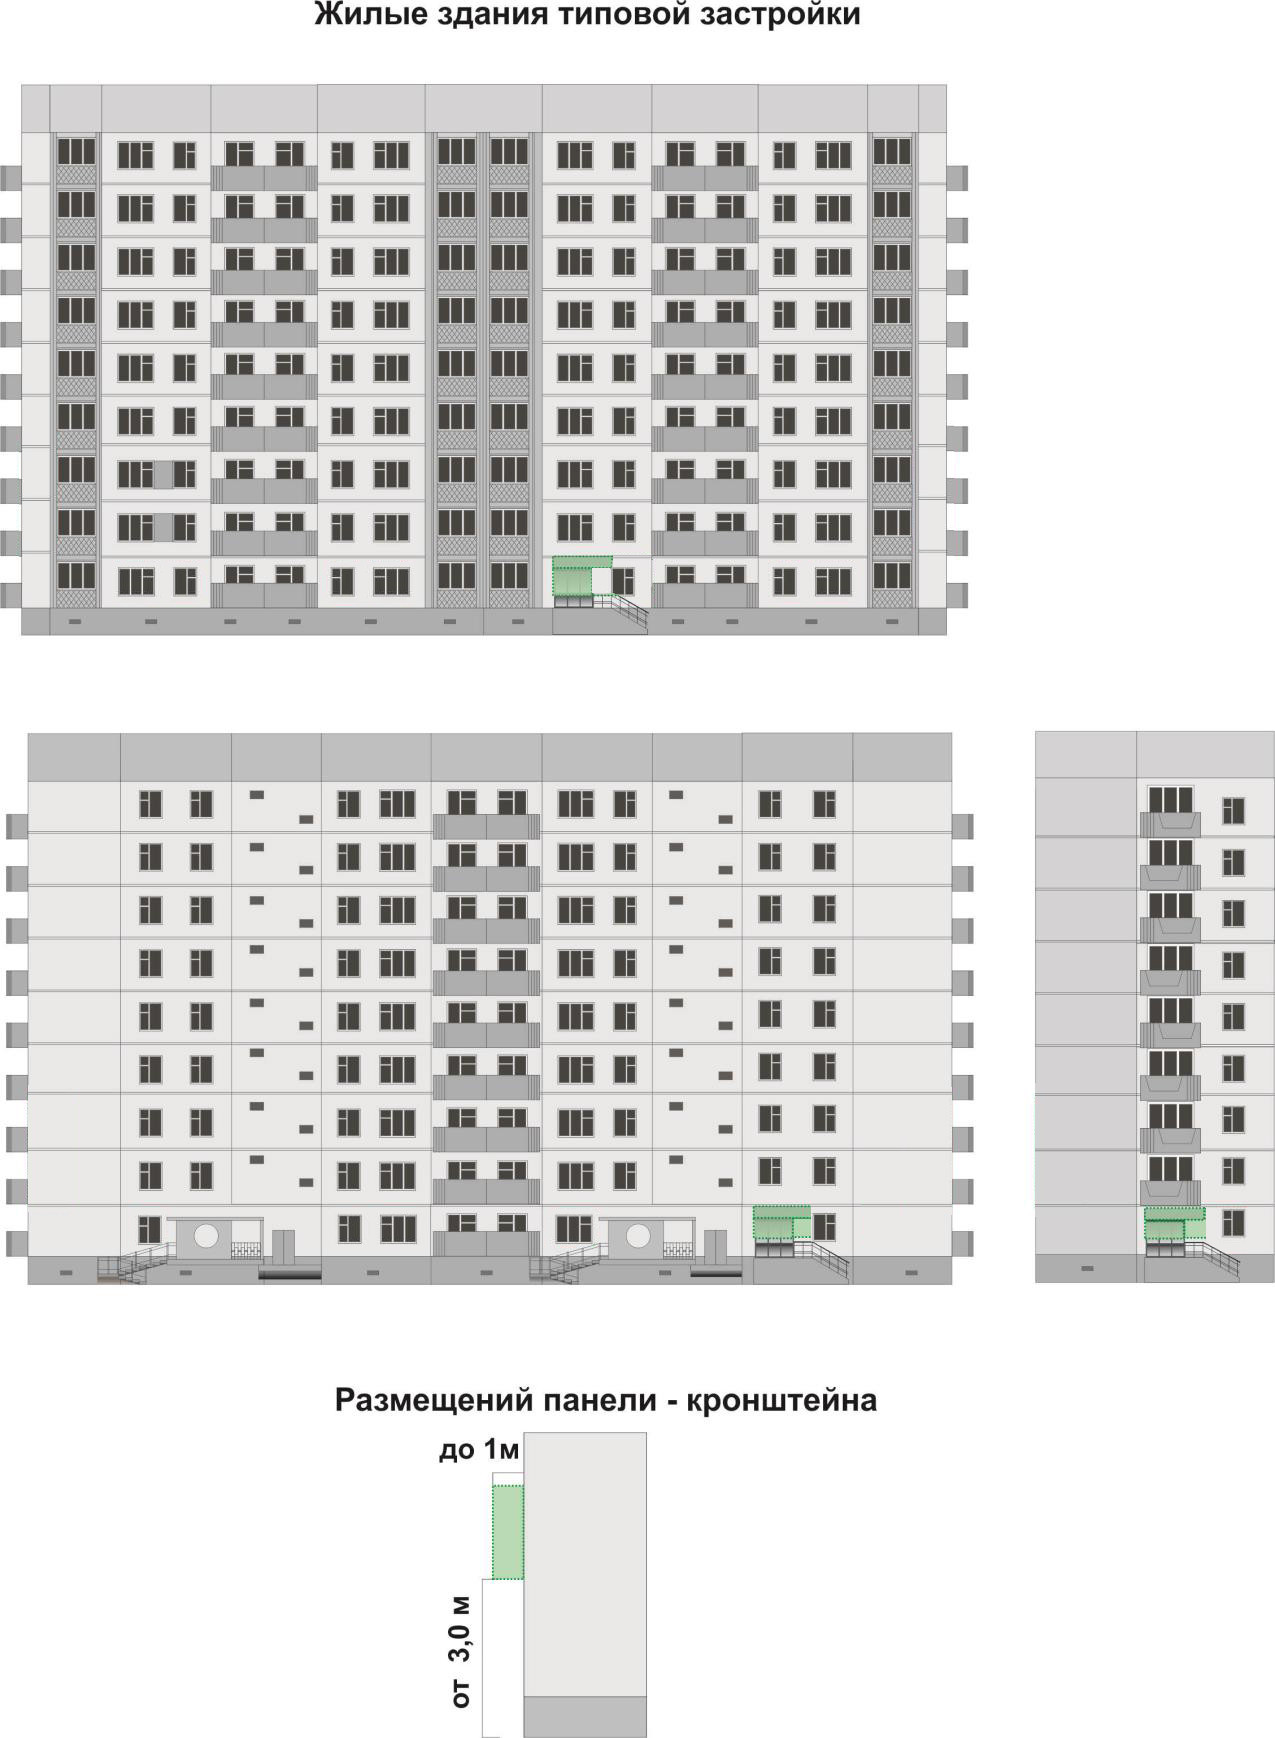 Жилые здания типовой застройки
Размещений панели - кронштейна
до 1м
от 3,0 м